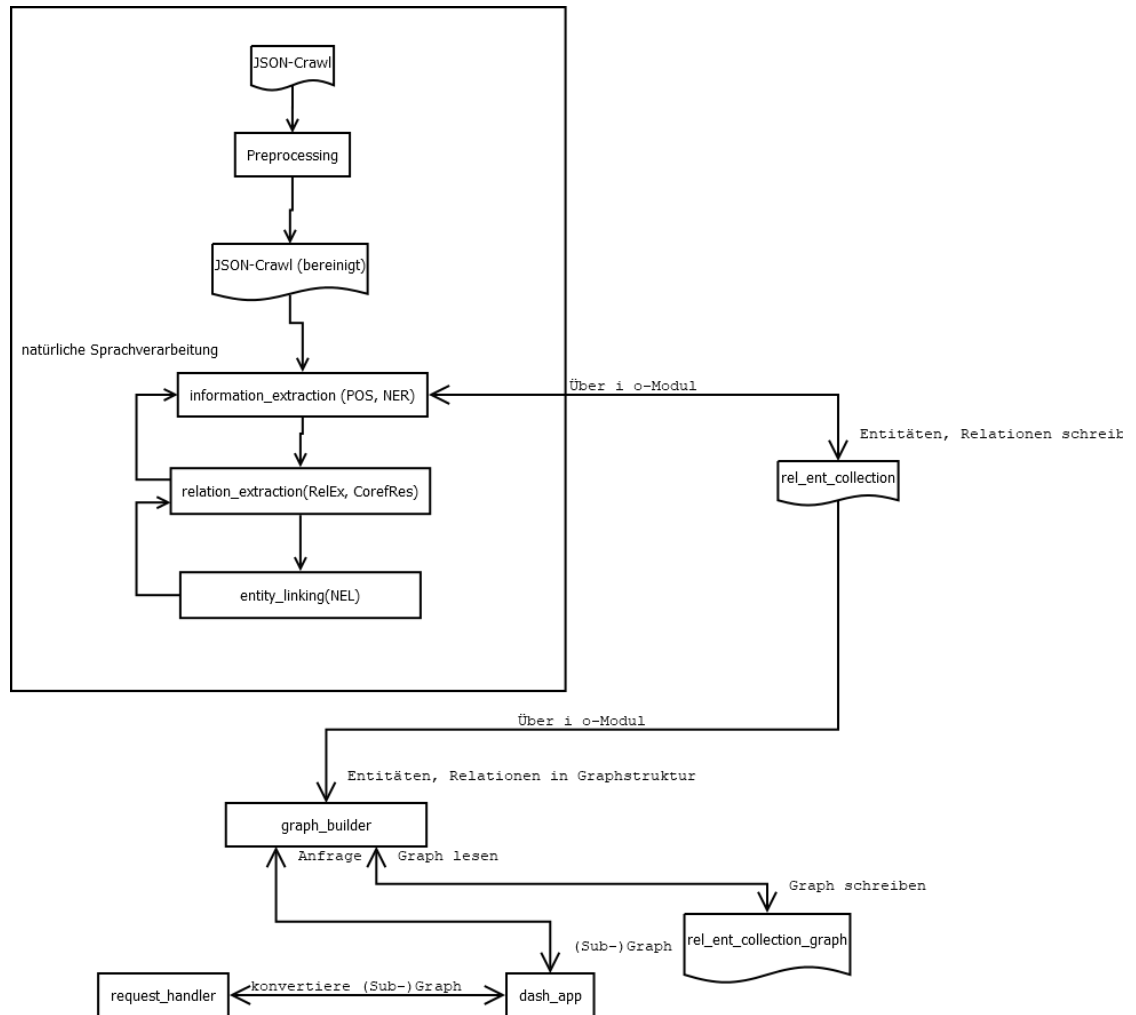 JSON-Crawl
Preprocessing
JSON-Crawl (bereinigt)
natürliche Sprachverarbeitung
information_extraction (POS, NER)
Über i o-Modul
Entitäten, Relationen schreib
rel_ent_collection
relation_extraction(RelEx, CorefRes)
entity_linking(NEL)
Über i o-Modul
Entitäten, Relationen in Graphstruktur
graph_builder
Anfrage
Graph lesen
Graph schreiben
rel_ent_collection_graph
(Sub-)Graph
request_handler
konvertiere (Sub-)Graph
dash_app